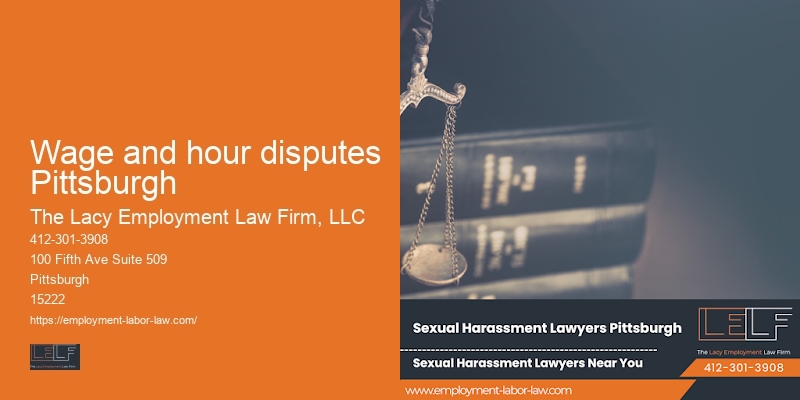 Wage and hour disputes
Pittsburgh
The Lacy Employment Law Firm, LLC
412-301-3908
100 Fifth Ave Suite 509
Pittsburgh
15222
https://employment-labor-law.com/
LELF
The Lacy Employment Law Firm
Sexual Harassment Lawyers Pittsburgh
Sexual Harassment Lawyers Near You
LELF
The Lacy Employment Law Firm
412-301-3908
www.employment-labor-law.com